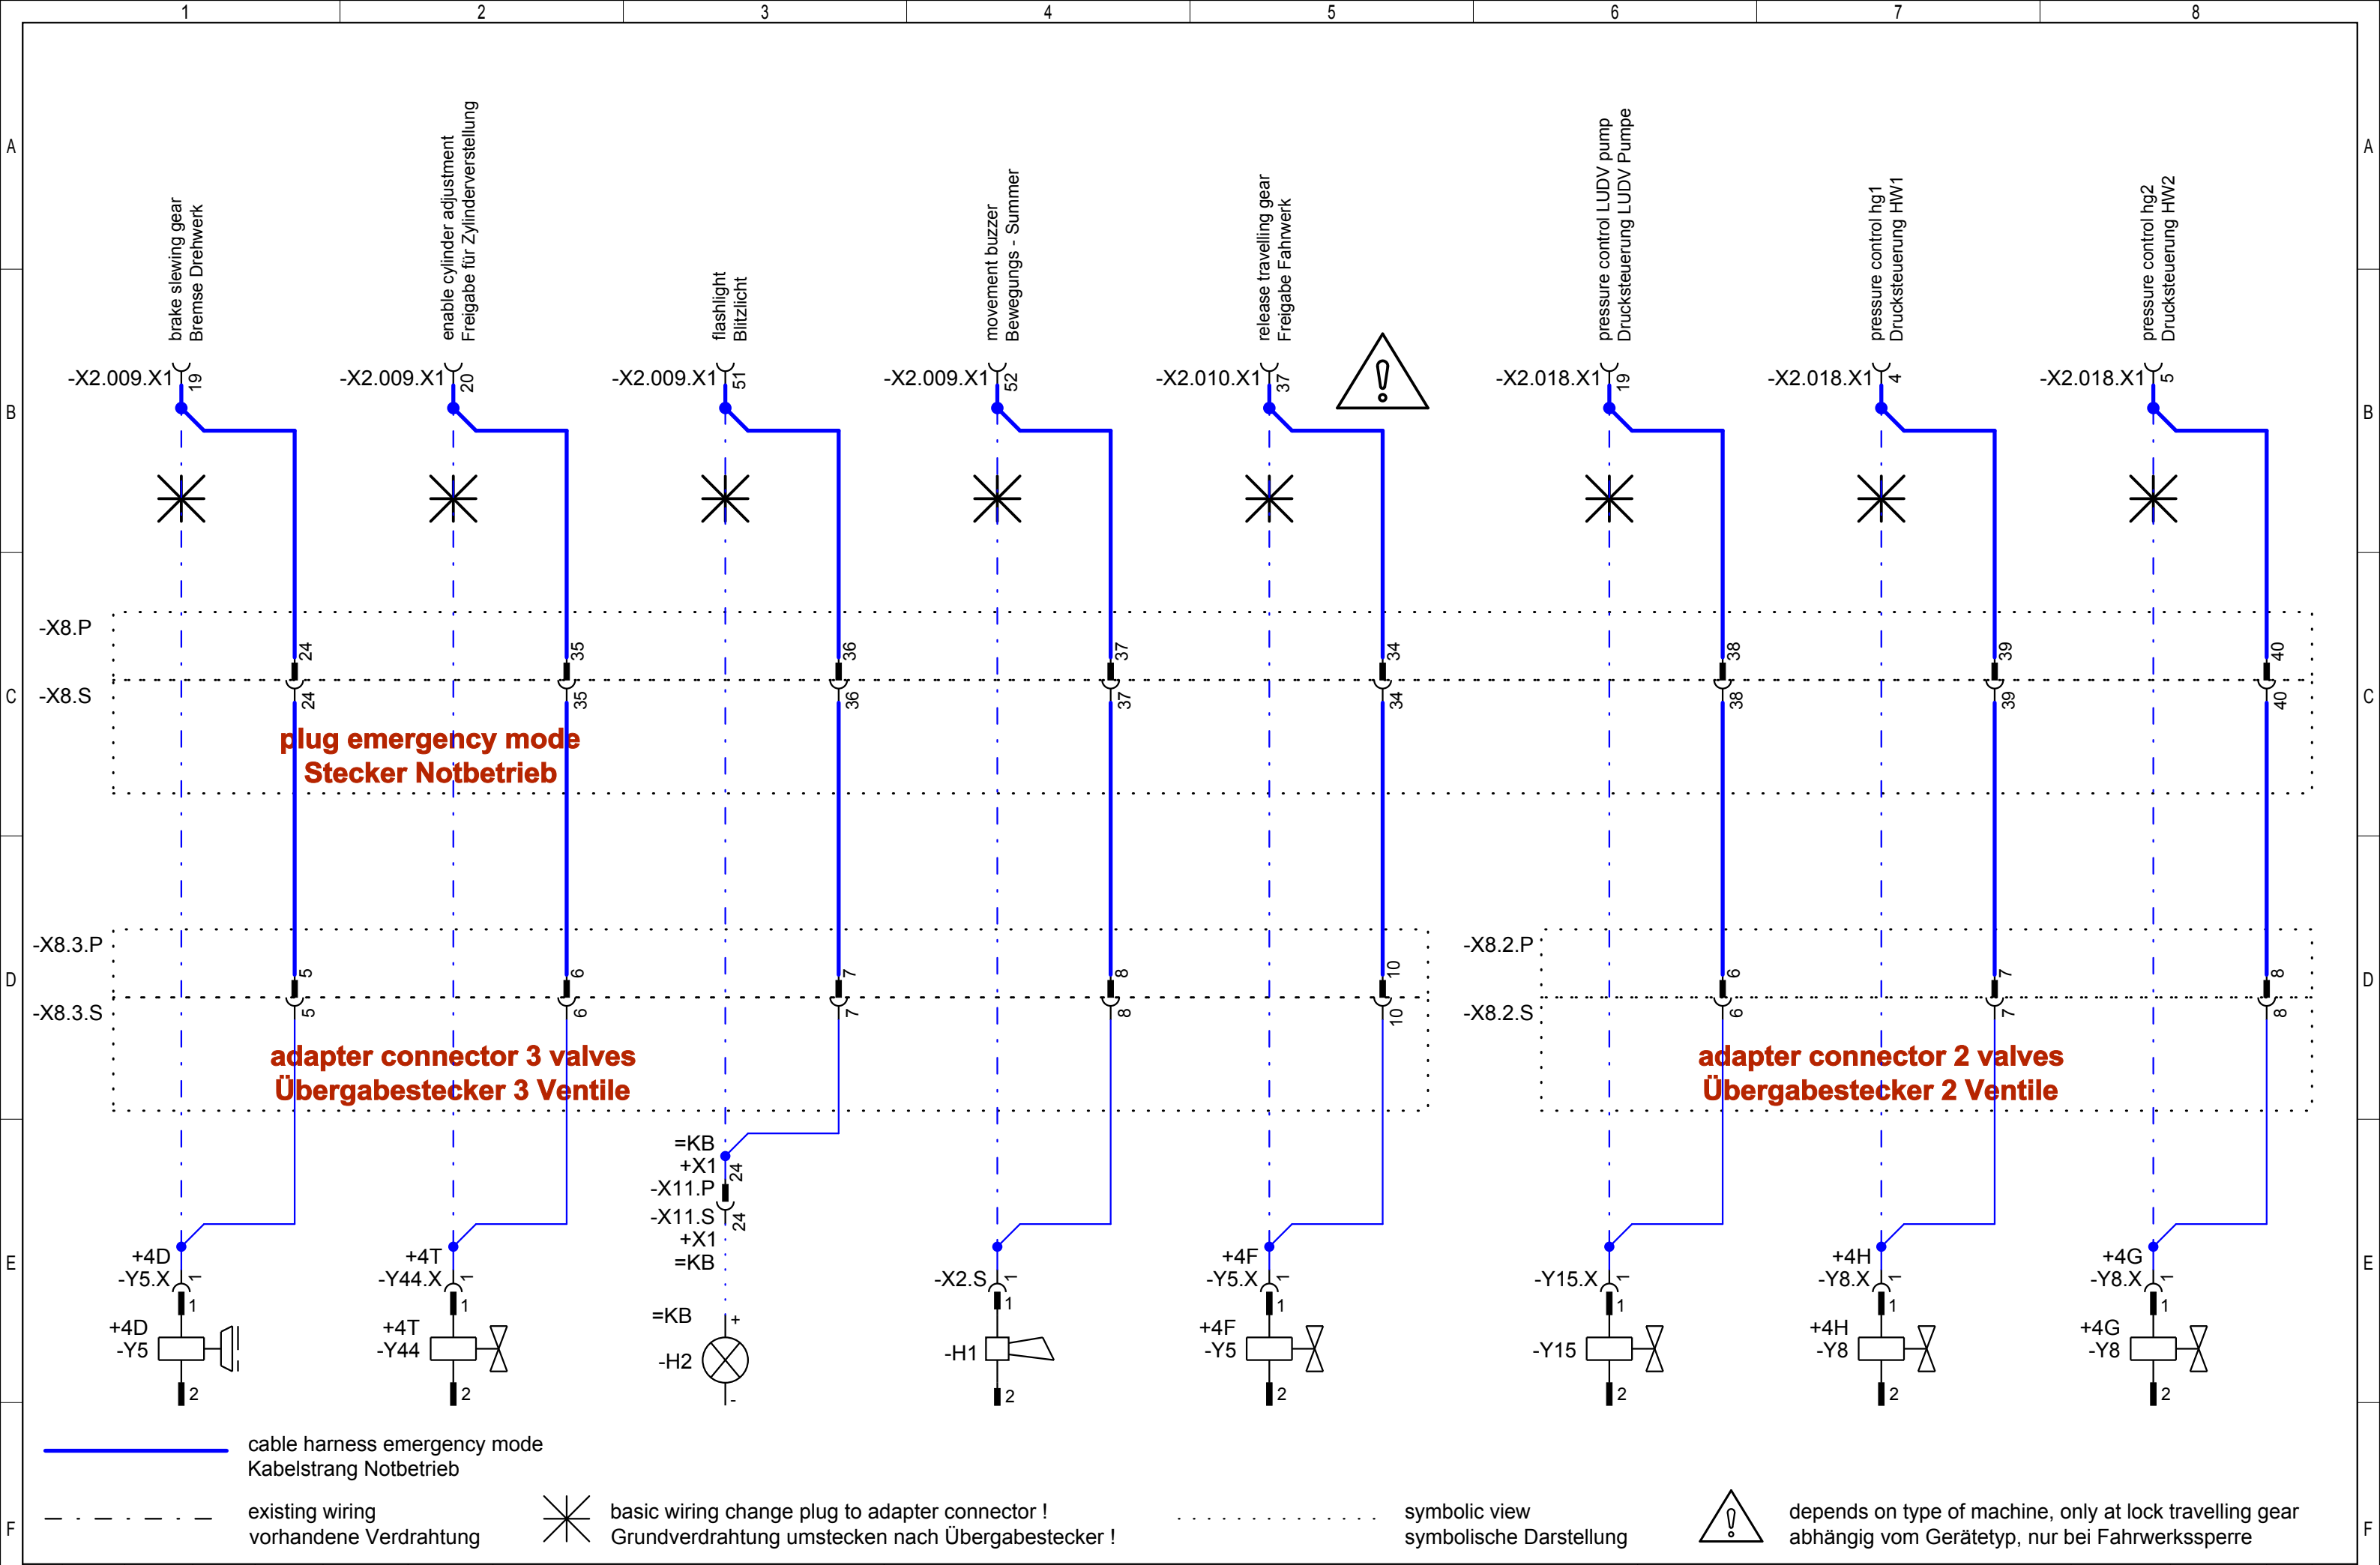 1 2 3 4 5 6 7 8
A A
B B
C C
D D
E E
F F
brake slewing gear
Bremse Drehwerk
enable cylinder adjustment
Freigabe für Zylinderverstellung
flashlight
Blitzlicht
movement buzzer
Bewegungs - Summer
release travelling gear
Freigabe Fahrwerk
pressure control LUDV pump
Drucksteuerung LUDV Pumpe
pressure control hg1
Drucksteuerung HW1
pressure control hg2
Drucksteuerung HW2
-X2.009.X1 19 -X2.009.X1 20 -X2.009.X1 51 -X2.009.X1 52 -X2.010.X1 37 -X2.018.X1 19 -X2.018.X1 4 -X2.018.X1 5
-X8.P 24 35 36 37 34 38 39 40
-X8.S 24 35 36 37 34 38 39 40
plug emergency mode
Stecker Notbetrieb
-X8.3.P 5 6 7 8 10 -X8.2.P 6 7 8
-X8.3.S 5 6 7 8 10 -X8.2.S 6 7 8
adapter connector 3 valves
Übergabestecker 3 Ventile
adapter connector 2 valves
Übergabestecker 2 Ventile
=KB
+X1 24
-X11.P
-X11.S 24
+X1
=KB
+4D +4T +4F +4H +4G
-Y5.X 1 -Y44.X 1 -X2.S 1 -Y5.X 1 -Y15.X 1 -Y8.X 1 -Y8.X 1
1 1 1 1 1 1 1
=KB +
+4D +4T +4F +4H +4G
-Y5 -Y44 -H2 -H1 -Y5 -Y15 -Y8 -Y8
2 2 - 2 2 2 2 2
cable harness emergency mode
Kabelstrang Notbetrieb
existing wiring
vorhandene Verdrahtung
basic wiring change plug to adapter connector !
Grundverdrahtung umstecken nach Übergabestecker !
symbolic view
symbolische Darstellung
depends on type of machine, only at lock travelling gear
abhängig vom Gerätetyp, nur bei Fahrwerkssperre